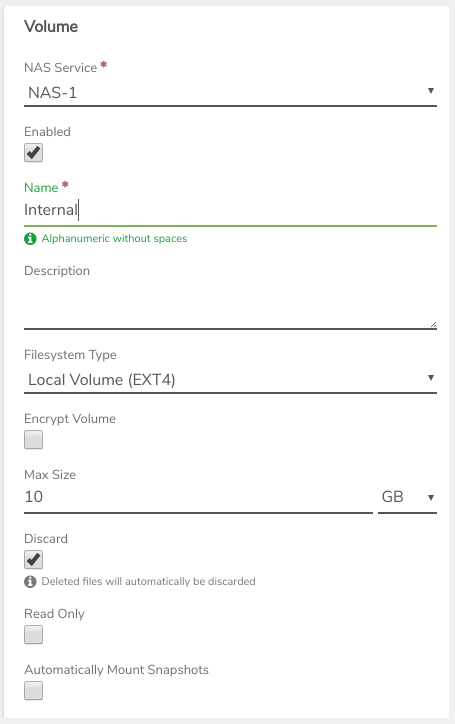 Volume
NAS Service *
NAS-1
Enabled
Name *
Internal
Alphanumeric without spaces
Description
Filesystem Type
Local Volume (EXT4)
Encrypt Volume
Max Size
10 GB
Discard
Deleted files will automatically be discarded
Read Only
Automatically Mount Snapshots